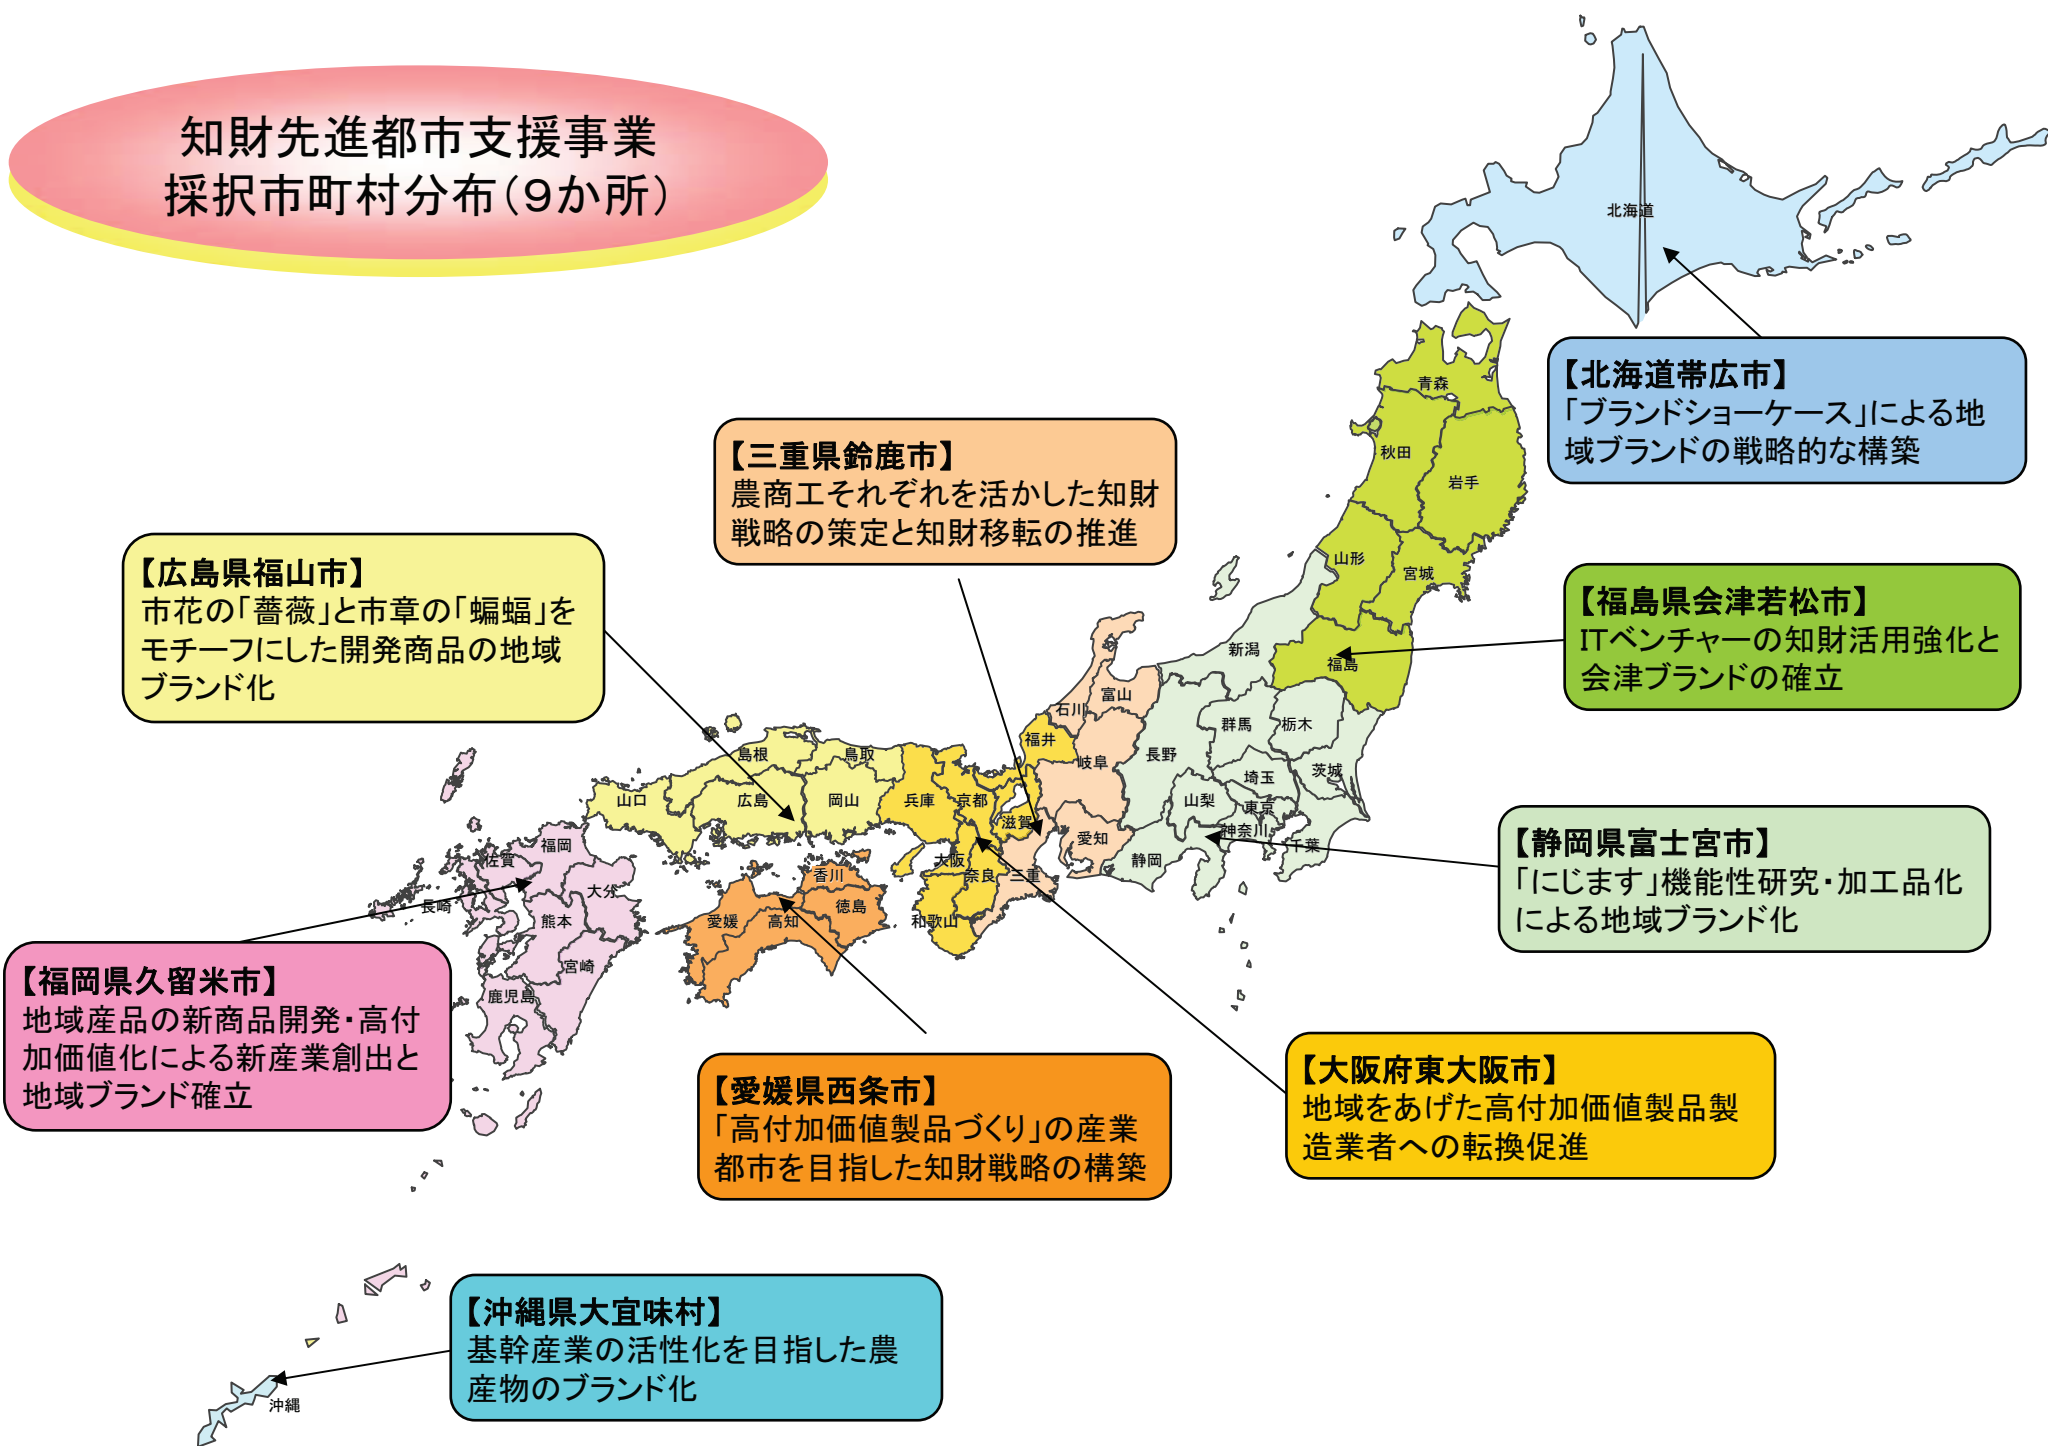 知財先進都市支援事業
採択市町村分布(9か所)
北海道
【北海道帯広市】
「ブランドショーケース」による地
域ブランドの戦略的な構築
【三重県鈴鹿市】
農商工それぞれを活かした知財
戦略の策定と知財移転の推進
【広島県福山市】
市花の「薔薇」と市章の「蝙蝠」を
モチーフにした開発商品の地域
ブランド化
【福島県会津若松市】
ITベンチャーの知財活用強化と
会津ブランドの確立
青森
秋田
岩手
山形
宮城
福島
新潟
富山
石川
福井
岐阜
長野
群馬
栃木
茨城
埼玉
山梨
東京
神奈川
千葉
静岡
愛知
三重
滋賀
京都
兵庫
大阪
奈良
和歌山
島根
鳥取
山口
広島
岡山
香川
徳島
愛媛
高知
福岡
佐賀
長崎
大分
熊本
宮崎
鹿児島
【静岡県富士宮市】
「にじます」機能性研究・加工品化
による地域ブランド化
【福岡県久留米市】
地域産品の新商品開発・高付
加価値化による新産業創出と
地域ブランド確立
【愛媛県西条市】
「高付加価値製品づくり」の産業
都市を目指した知財戦略の構築
【大阪府東大阪市】
地域をあげた高付加価値製品製
造業者への転換促進
【沖縄県大宜味村】
基幹産業の活性化を目指した農
産物のブランド化
沖縄